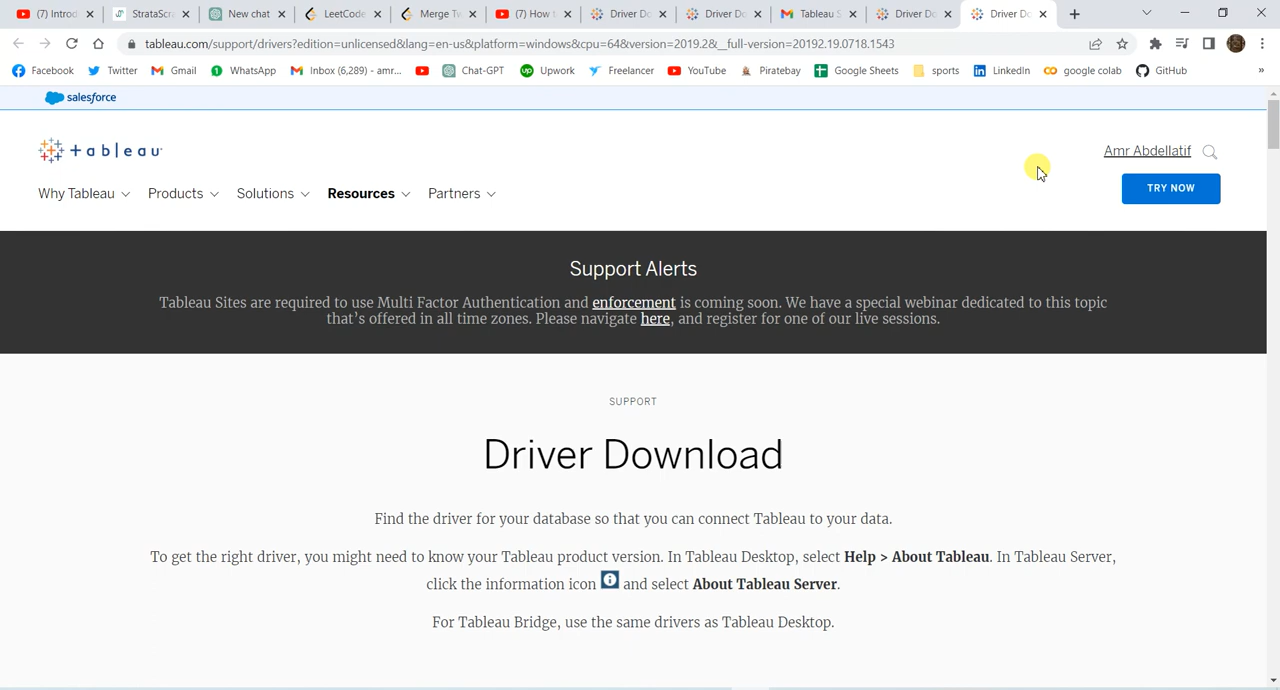 (7) Introd
StrataScra
New chat
LeetCode
Merge Tw
(7) How t
Driver Do
Driver Do
Tableau S
Driver Do
Driver Do
tableau.com/support/drivers?edition=unlicensed&lang=en-us&platform=windows&cpu=64&version=2019.2&__full-version=20192.19.0718.1543
Facebook
Twitter
Gmail
WhatsApp
Inbox (6,289) - amr...
Chat-GPT
Upwork
Freelancer
YouTube
Piratebay
Google Sheets
sports
LinkedIn
google colab
GitHub
»
salesforce
+ a b | e a u
Amr Abdellatif
Why Tableau
Products
Solutions
Resources
Partners
TRY NOW
Support Alerts
Tableau Sites are required to use Multi Factor Authentication and enforcement is coming soon. We have a special webinar dedicated to this topic
that's offered in all time zones. Please navigate here, and register for one of our live sessions.
SUPPORT
Driver Download
Find the driver for your database so that you can connect Tableau to your data.
To get the right driver, you might need to know your Tableau product version. In Tableau Desktop, select Help > About Tableau. In Tableau Server,
click the information icon and select About Tableau Server.
For Tableau Bridge, use the same drivers as Tableau Desktop.